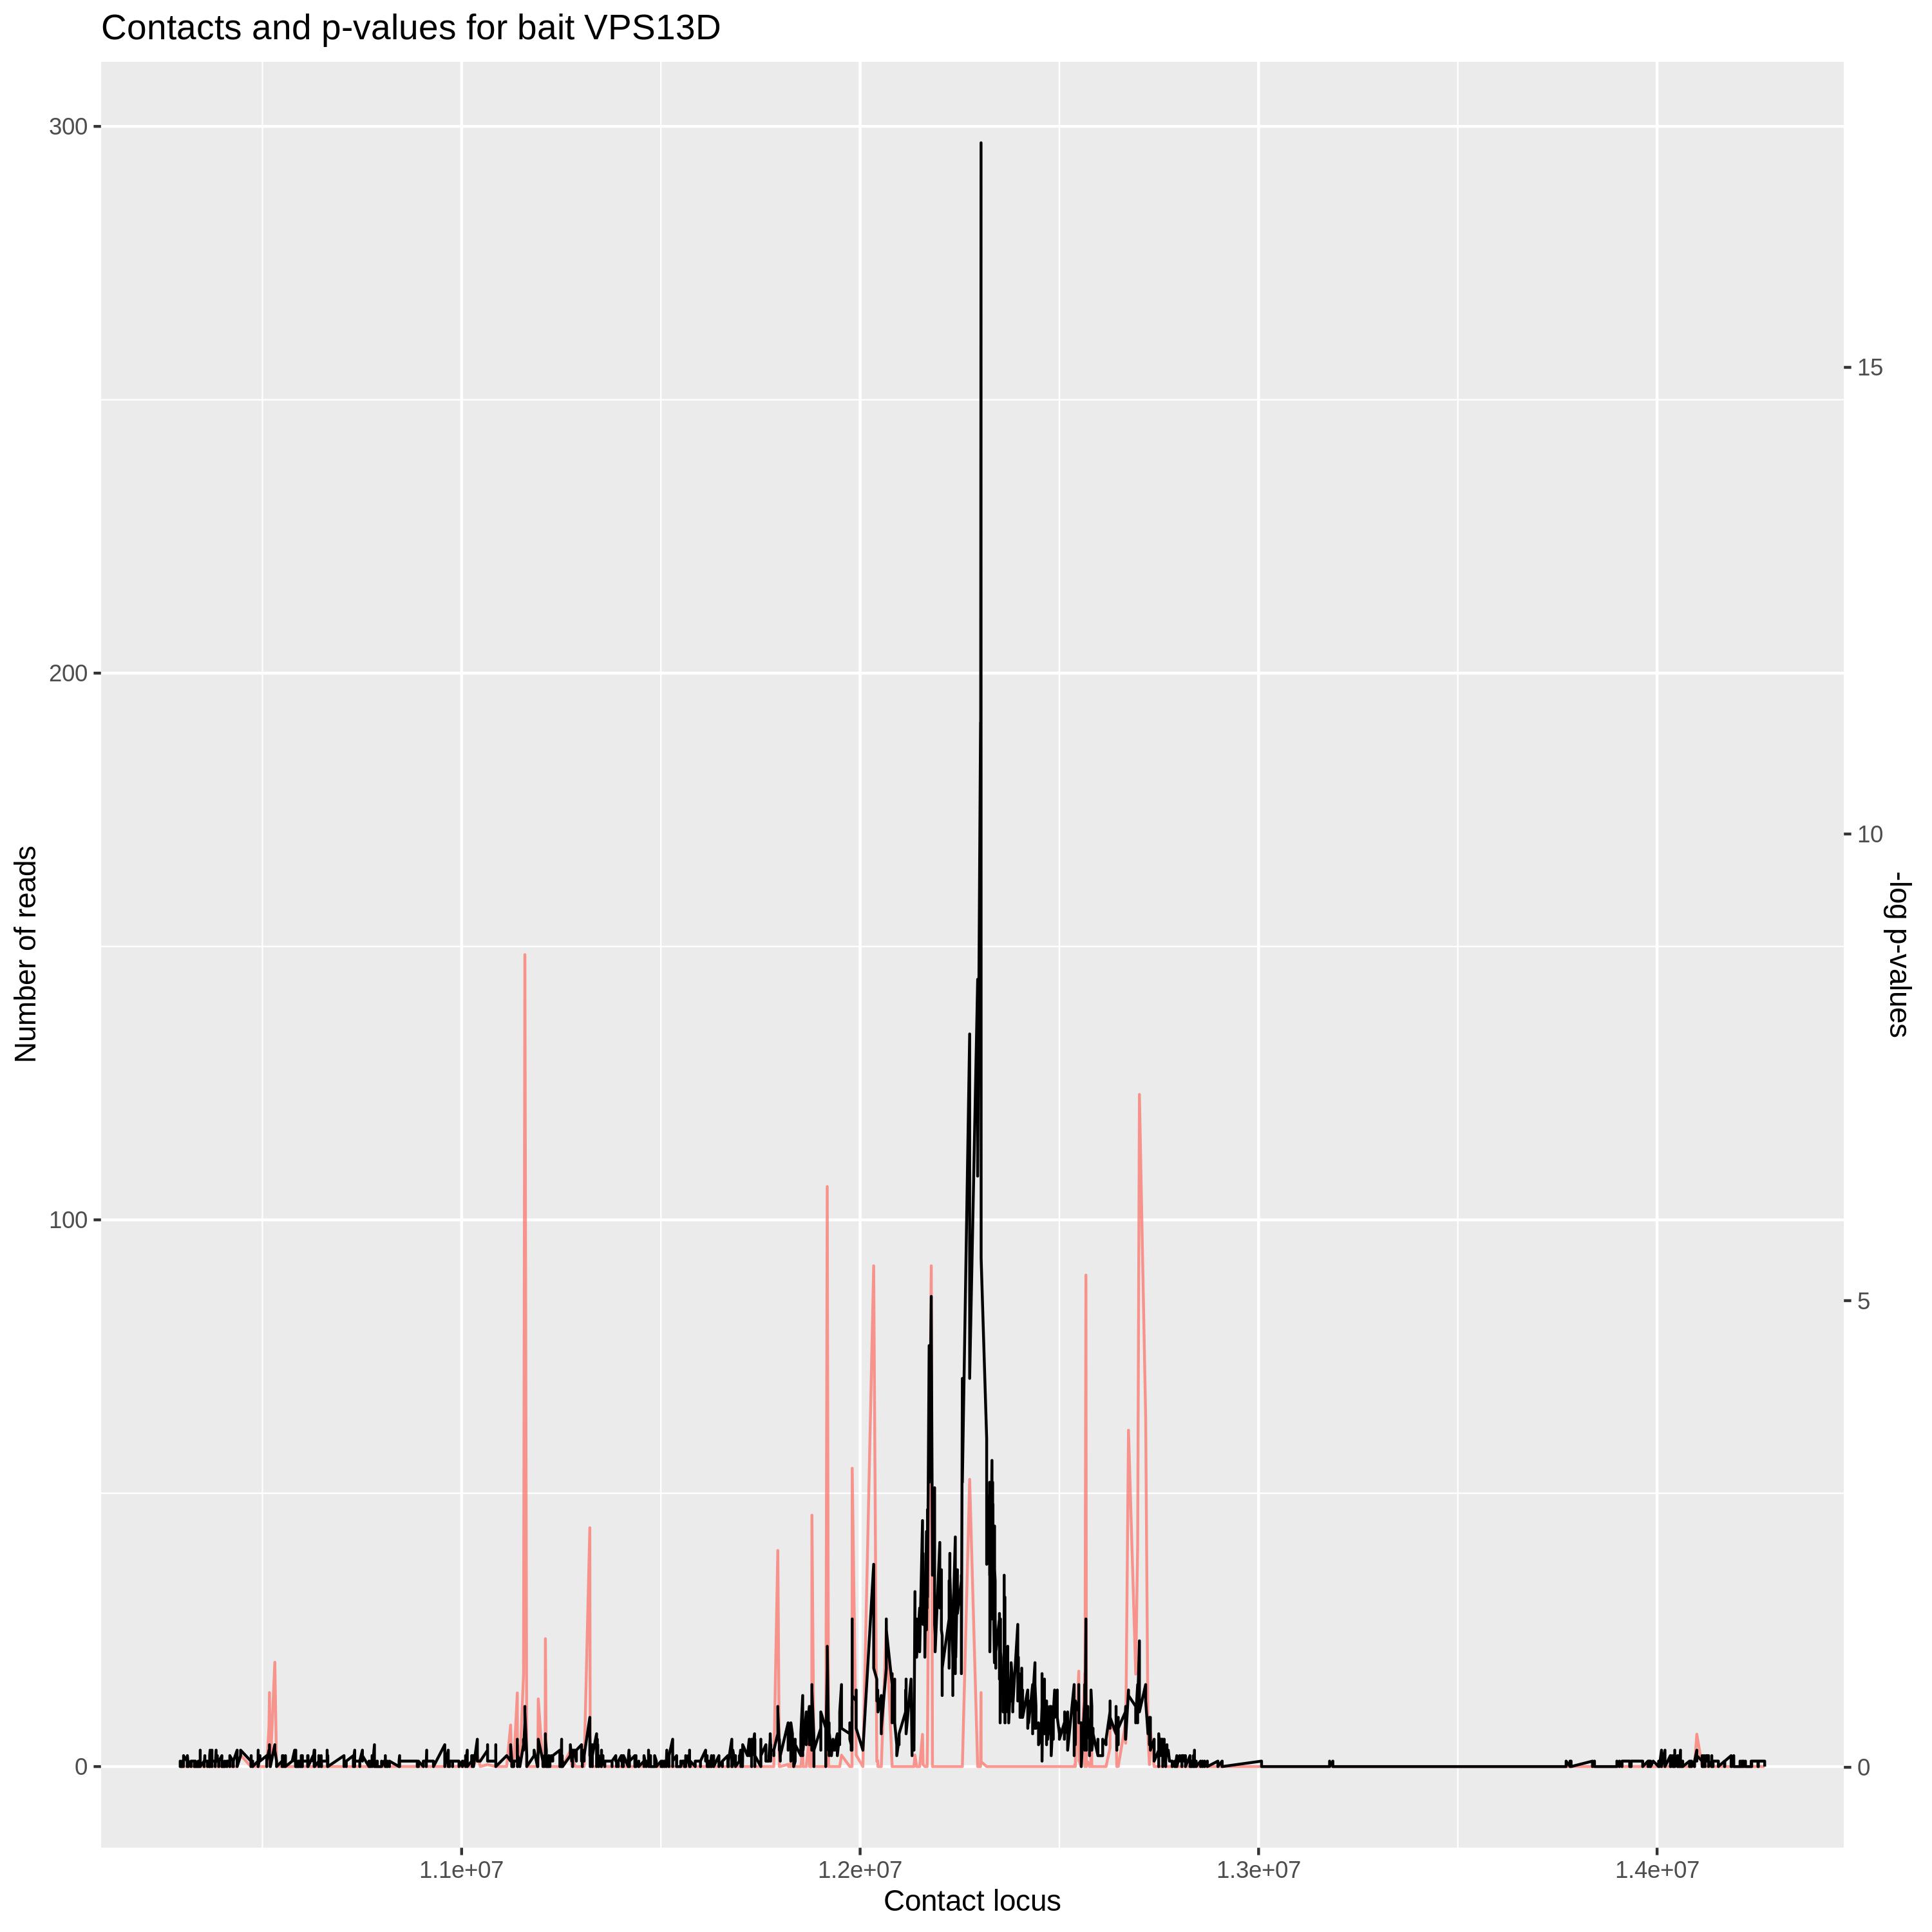 Contacts and p-values for bait VPS13D
300
200
100
0
Number of reads
15
10
5
0
-log p-values
1.1e+07 1.2e+07 1.3e+07 1.4e+07
Contact locus